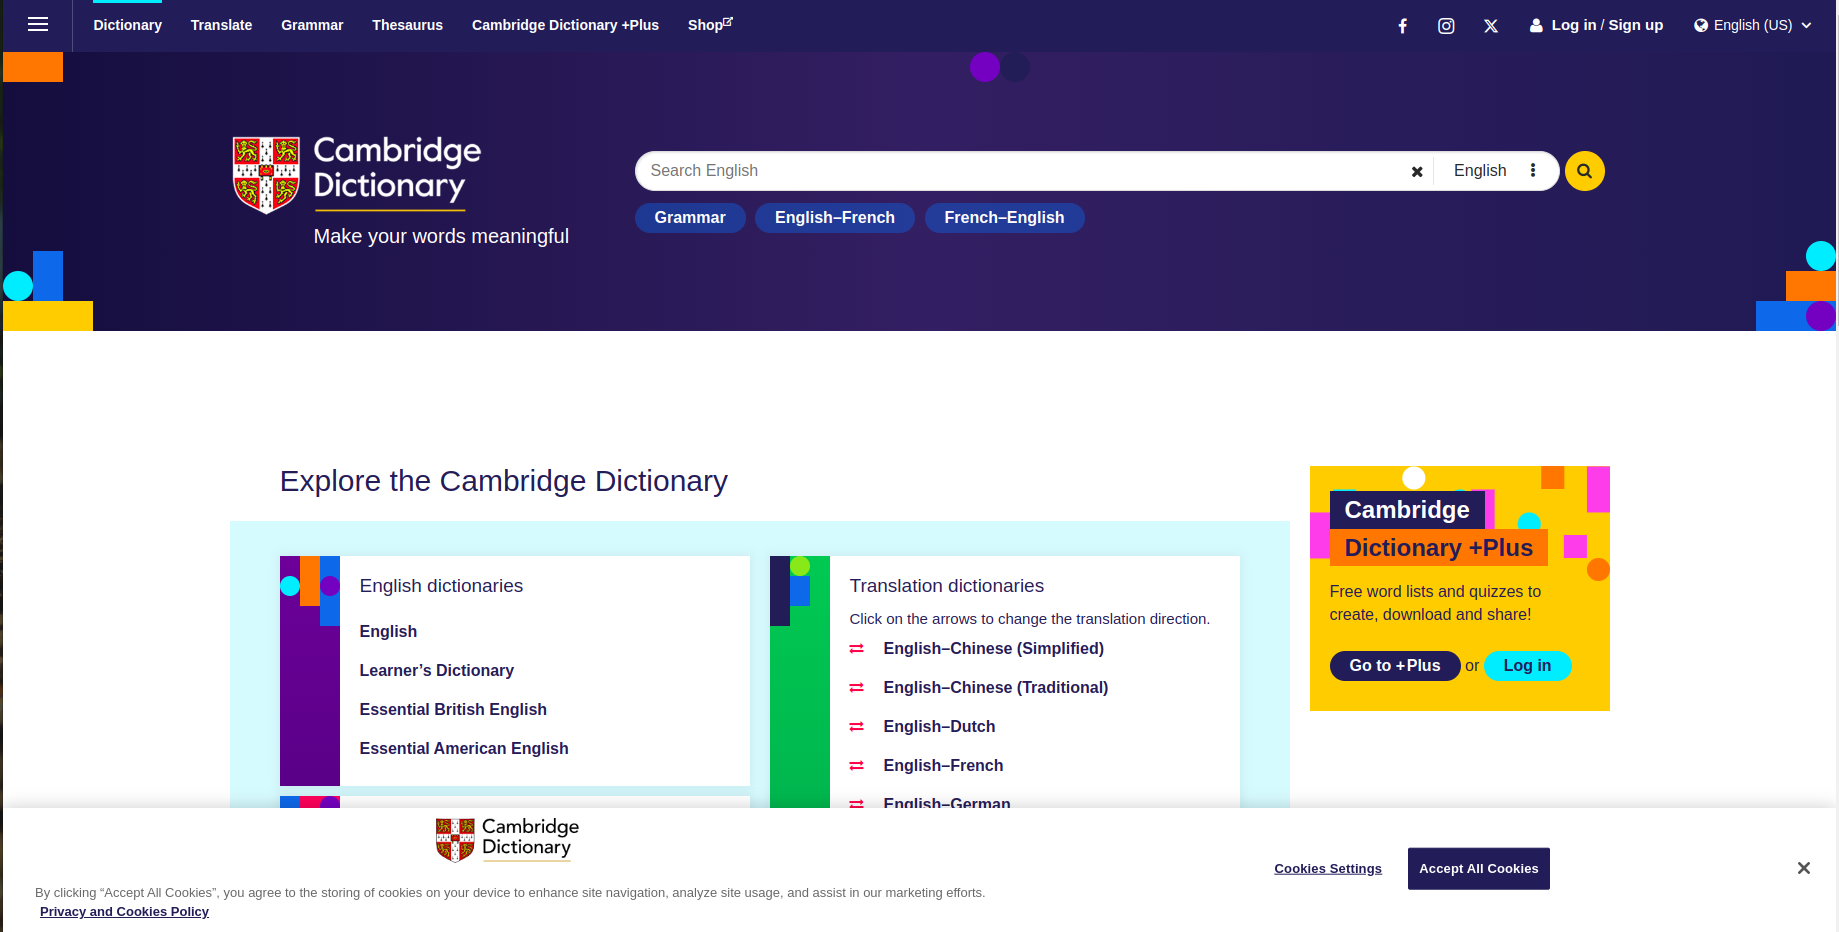 Dictionary Translate Grammar Thesaurus Cambridge Dictionary +Plus Shop Log in / Sign up English (US)
Cambridge
Dictionary
Make your words meaningful
Search English English
Grammar English–French French–English
Explore the Cambridge Dictionary
English dictionaries
English
Learner’s Dictionary
Essential British English
Essential American English
Translation dictionaries
Click on the arrows to change the translation direction.
English–Chinese (Simplified)
English–Chinese (Traditional)
English–Dutch
English–French
English–German
Cambridge
Dictionary +Plus
Free word lists and quizzes to
create, download and share!
Go to +Plus or Log in
Cambridge
Dictionary
By clicking “Accept All Cookies”, you agree to the storing of cookies on your device to enhance site navigation, analyze site usage, and assist in our marketing efforts.
Privacy and Cookies Policy
Cookies Settings Accept All Cookies